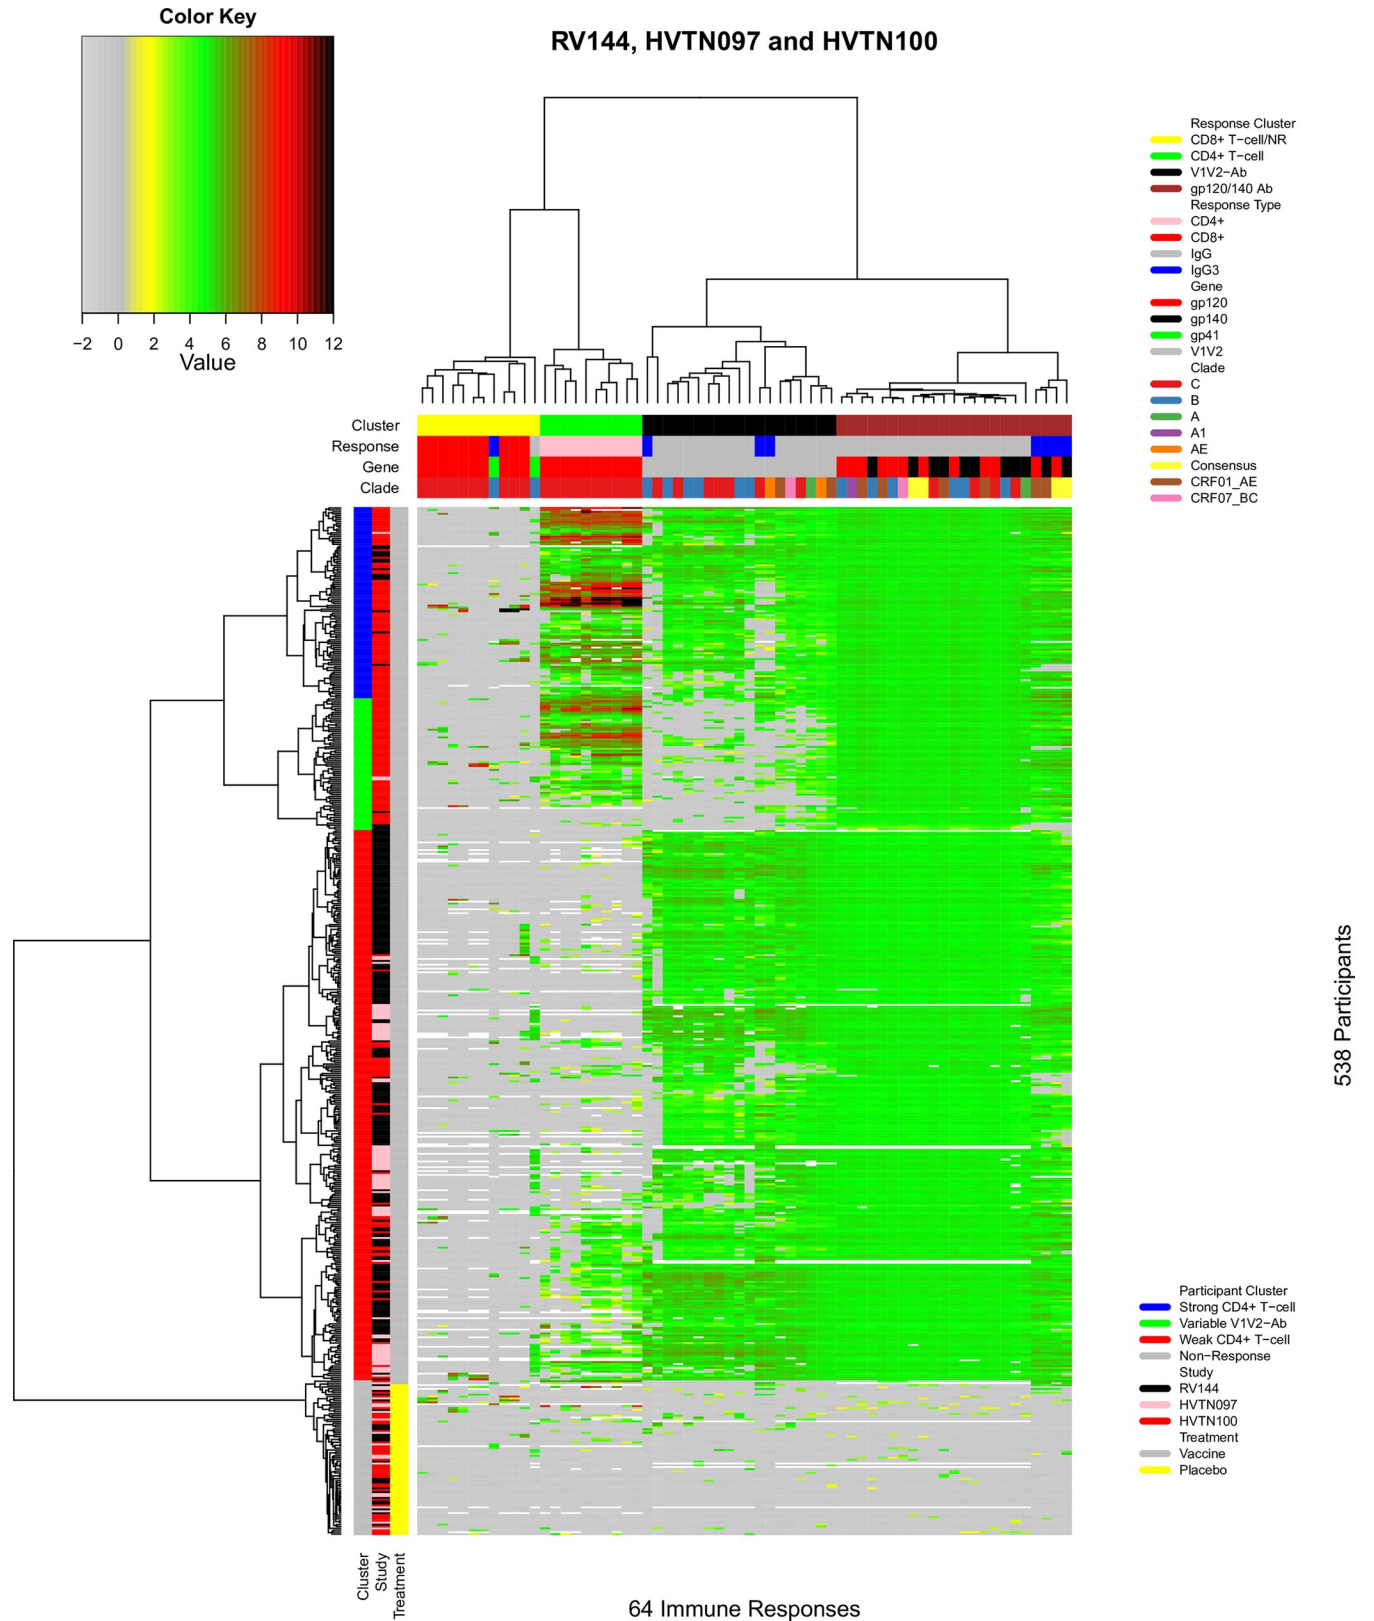 Color Key
RV144, HVTN097 and HVTN100
−2 0 2 4 6 8 10 12
Value
Response Cluster
CD8+ T−cell/NR
CD4+ T−cell
V1V2−Ab
gp120/140 Ab
Response Type
CD4+
CD8+
IgG
IgG3
Gene
gp120
gp140
gp41
V1V2
Clade
C
B
A
A1
AE
Consensus
CRF01_AE
CRF07_BC
Cluster
Response
Gene
Clade
538 Participants
Participant Cluster
Strong CD4+ T−cell
Variable V1V2−Ab
Weak CD4+ T−cell
Non−Response
Study
RV144
HVTN097
HVTN100
Treatment
Vaccine
Placebo
Cluster
Study
Treatment
64 Immune Responses